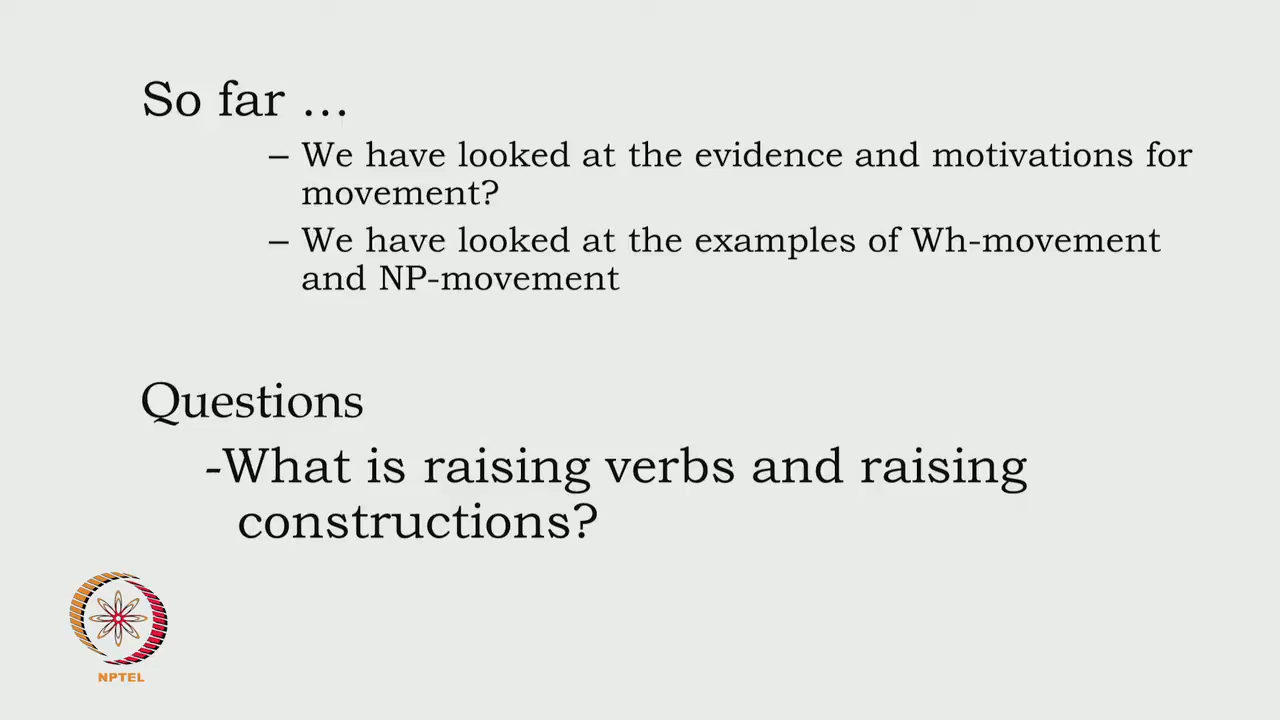 So far ...
– We have looked at the evidence and motivations for
movement?
– We have looked at the examples of Wh-movement
and NP-movement
Questions
-What is raising verbs and raising
constructions?
NPTEL